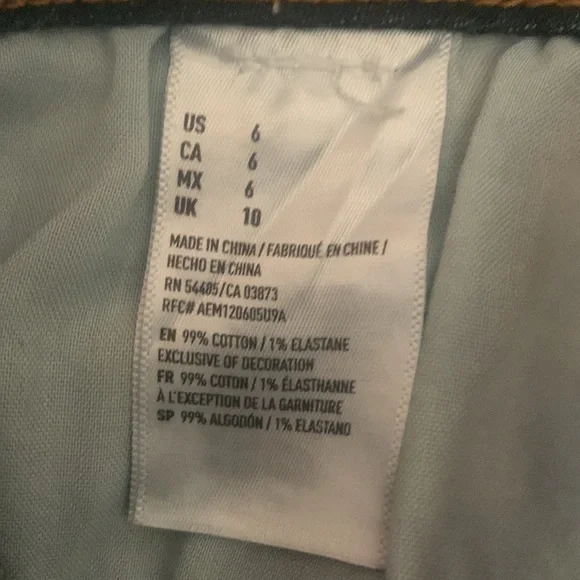 US 6
CA 6
MX 6
UK 10
MADE IN CHINA / FABRIQUÉ EN CHINE /
HECHO EN CHINA
RN 54485/CA 03873
RFC# AEM120605U9A
EN 99% COTTON / 1% ELASTANE
EXCLUSIVE OF DECORATION
FR 99% COTON / 1% ÉLASTHANNE
À L'EXCEPTION DE LA GARNITURE
SP 99% ALGODÓN / 1% ELASTANO